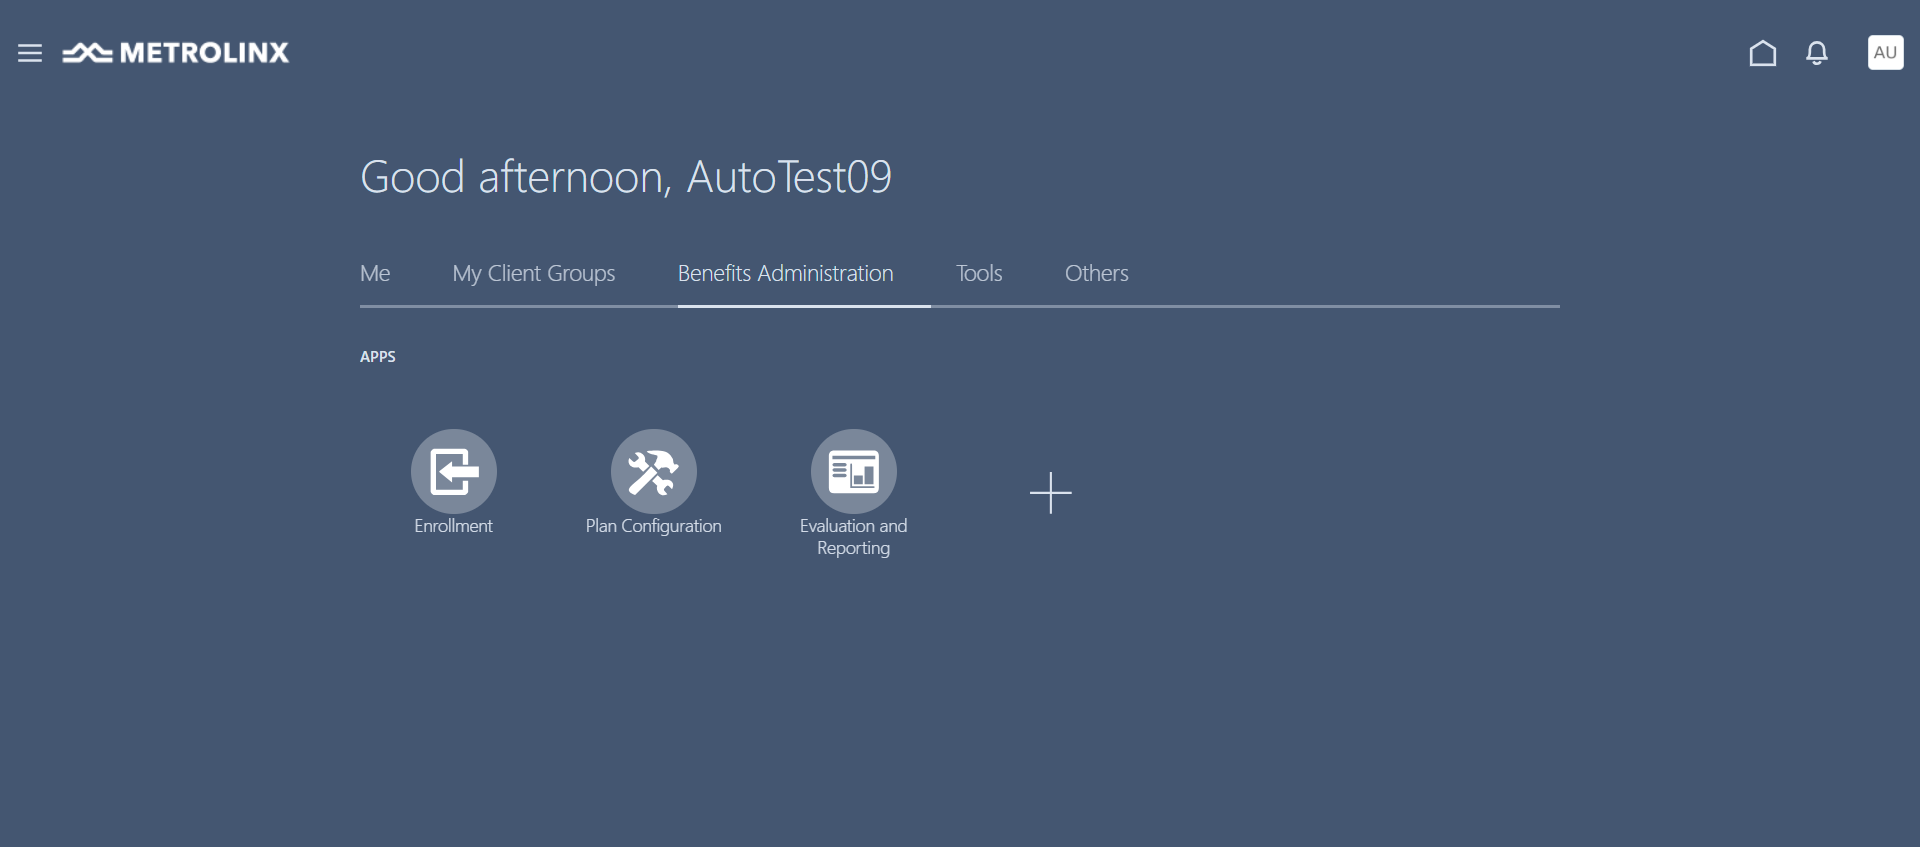 METROLINX
AU
Good afternoon, AutoTest09
Me My Client Groups Benefits Administration Tools Others
APPS
Enrollment Plan Configuration Evaluation and
Reporting